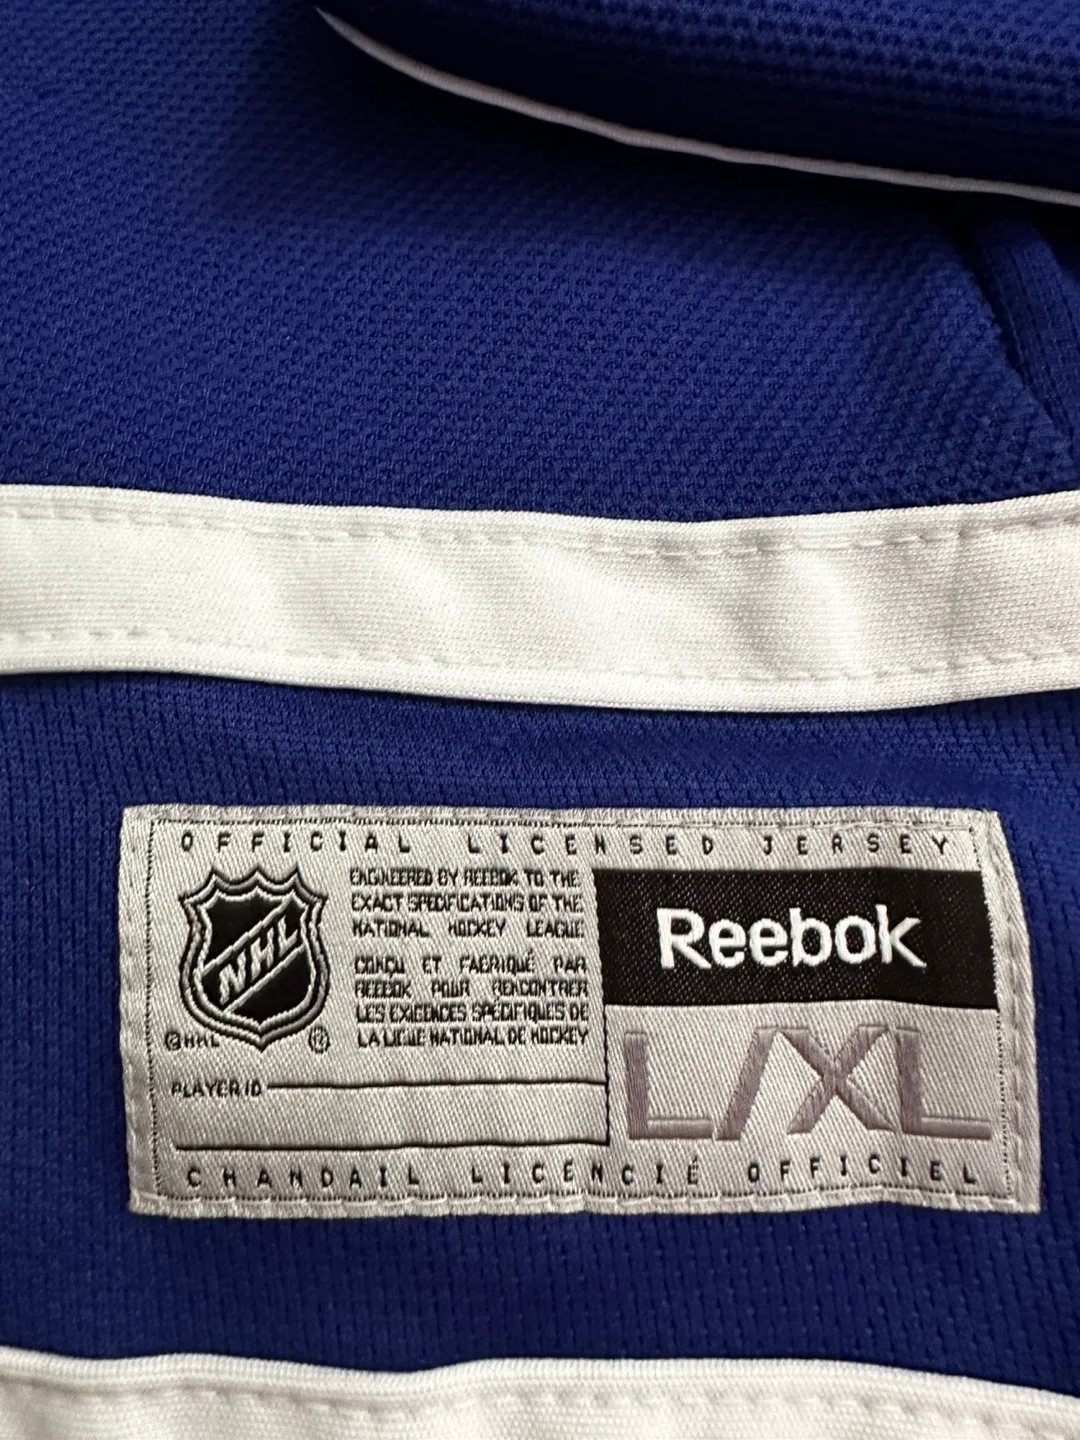 OFFICIAL LICENSED JERSEY
NHL
ENGINEERED BY REEBOK TO THE
EXACT SPECIFICATIONS OF THE
NATIONAL HOCKEY LEAGUE
CONÇU ET FABRIQUÉ PAR
REEBOK POUR RENCONTRER
LES EXIGENCES SPÉCIFIQUES DE
LA LIGUE NATIONAL DE HOCKEY
©NHL ®
PLAYER ID
Reebok
L/XL
CHANDAIL LICENCIÉ OFFICIEL